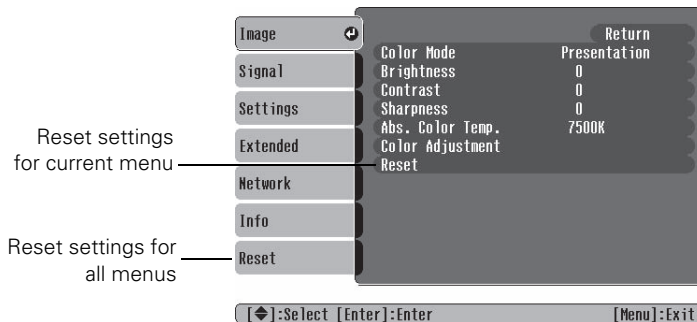 Image
Signal
Settings
Extended
Network
Info
Reset
Return
Color Mode Presentation
Brightness 0
Contrast 0
Sharpness 0
Abs. Color Temp. 7500K
Color Adjustment
Reset
Reset settings
for current menu
Reset settings for
all menus
[◆]:Select [Enter]:Enter [Menu]:Exit